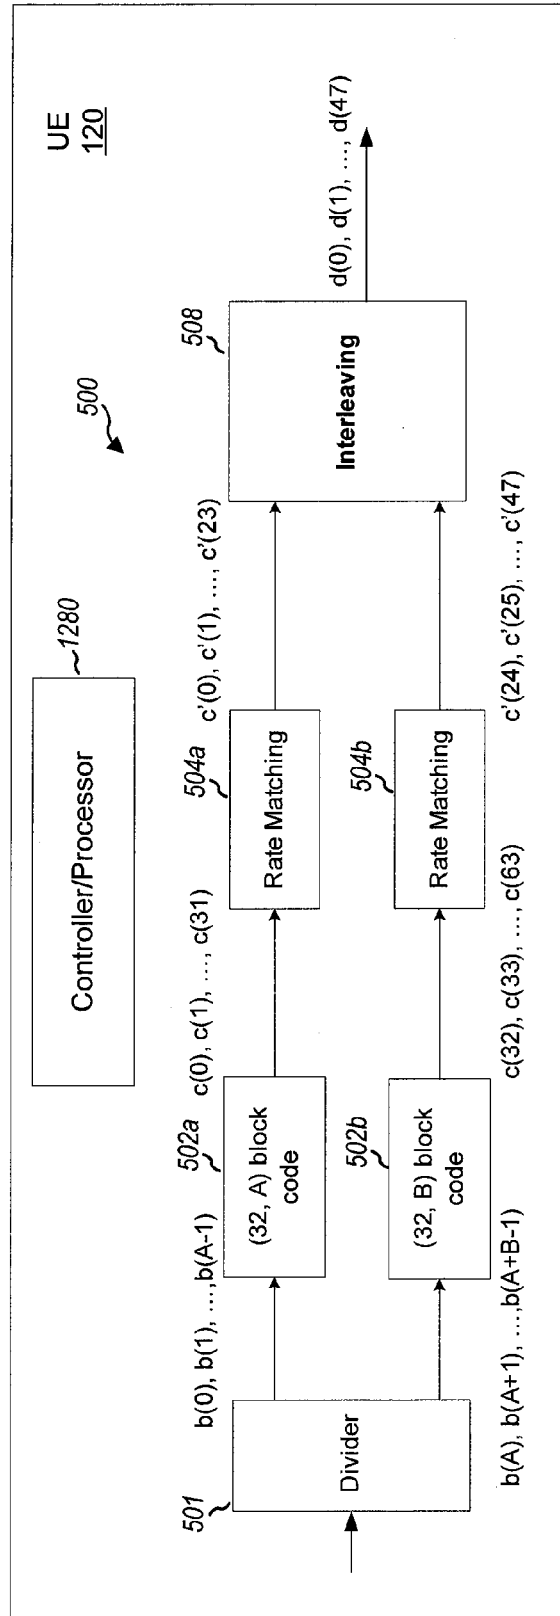 UE
120
Controller/Processor
1280
500
501
Divider
b(0), b(1), ...,b(A-1)
b(A), b(A+1), ...,b(A+B-1)
502a
(32, A) block
code
502b
(32, B) block
code
c(0), c(1), ..., c(31)
c(32), c(33), ..., c(63)
504a
Rate Matching
504b
Rate Matching
c'(0), c'(1), ..., c'(23)
c'(24), c'(25), ..., c'(47)
508
Interleaving
d(0), d(1), ..., d(47)